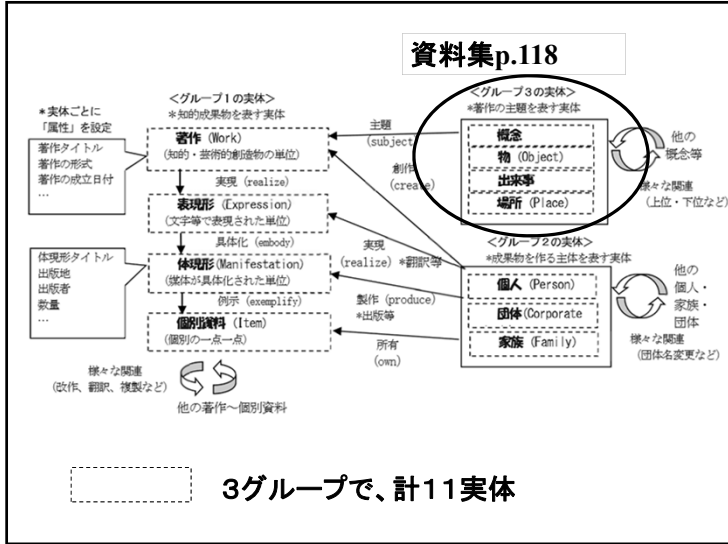 資料集p.118
<グループ1の実体>
*知的成果物を表す実体
*実体ごとに
「属性」を設定
著作タイトル
著作の形式
著作の成立日付
…
著作 (Work)
(知的・芸術的創造物の単位)
実現 (realize)
表現形 (Expression)
(文字等で表現された単位)
具体化 (embody)
体現形タイトル
出版地
出版者
数量
…
体現形(Manifestation)
(媒体が具体化された単位)
例示 (exemplify)
個別資料 (Item)
(個別の一点一点)
様々な関連
(改作、翻訳、複製など)
他の著作~個別資料
主題
(subject
創作
(create)
実現
(realize) *翻訳等
製作 (produce)
*出版等
所有
(own)
<グループ3の実体>
*著作の主題を表す実体
概念
物 (Object)
出来事
場所 (Place)
他の
概念等
様々な関連
(上位・下位など)
<グループ2の実体>
*成果物を作る主体を表す実体
個人 (Person)
団体(Corporate
家族 (Family)
他の
個人・
家族・
団体
様々な関連
(団体名変更など)
3グループで、計11実体